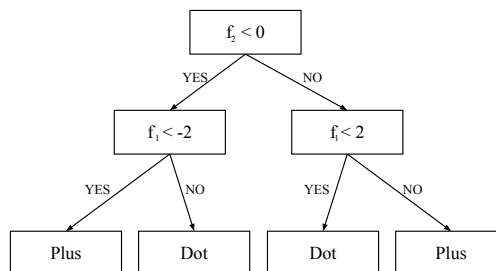 f₂ < 0
YES
NO
f₁ < -2
f₁ < 2
YES
NO
YES
NO
Plus
Dot
Dot
Plus